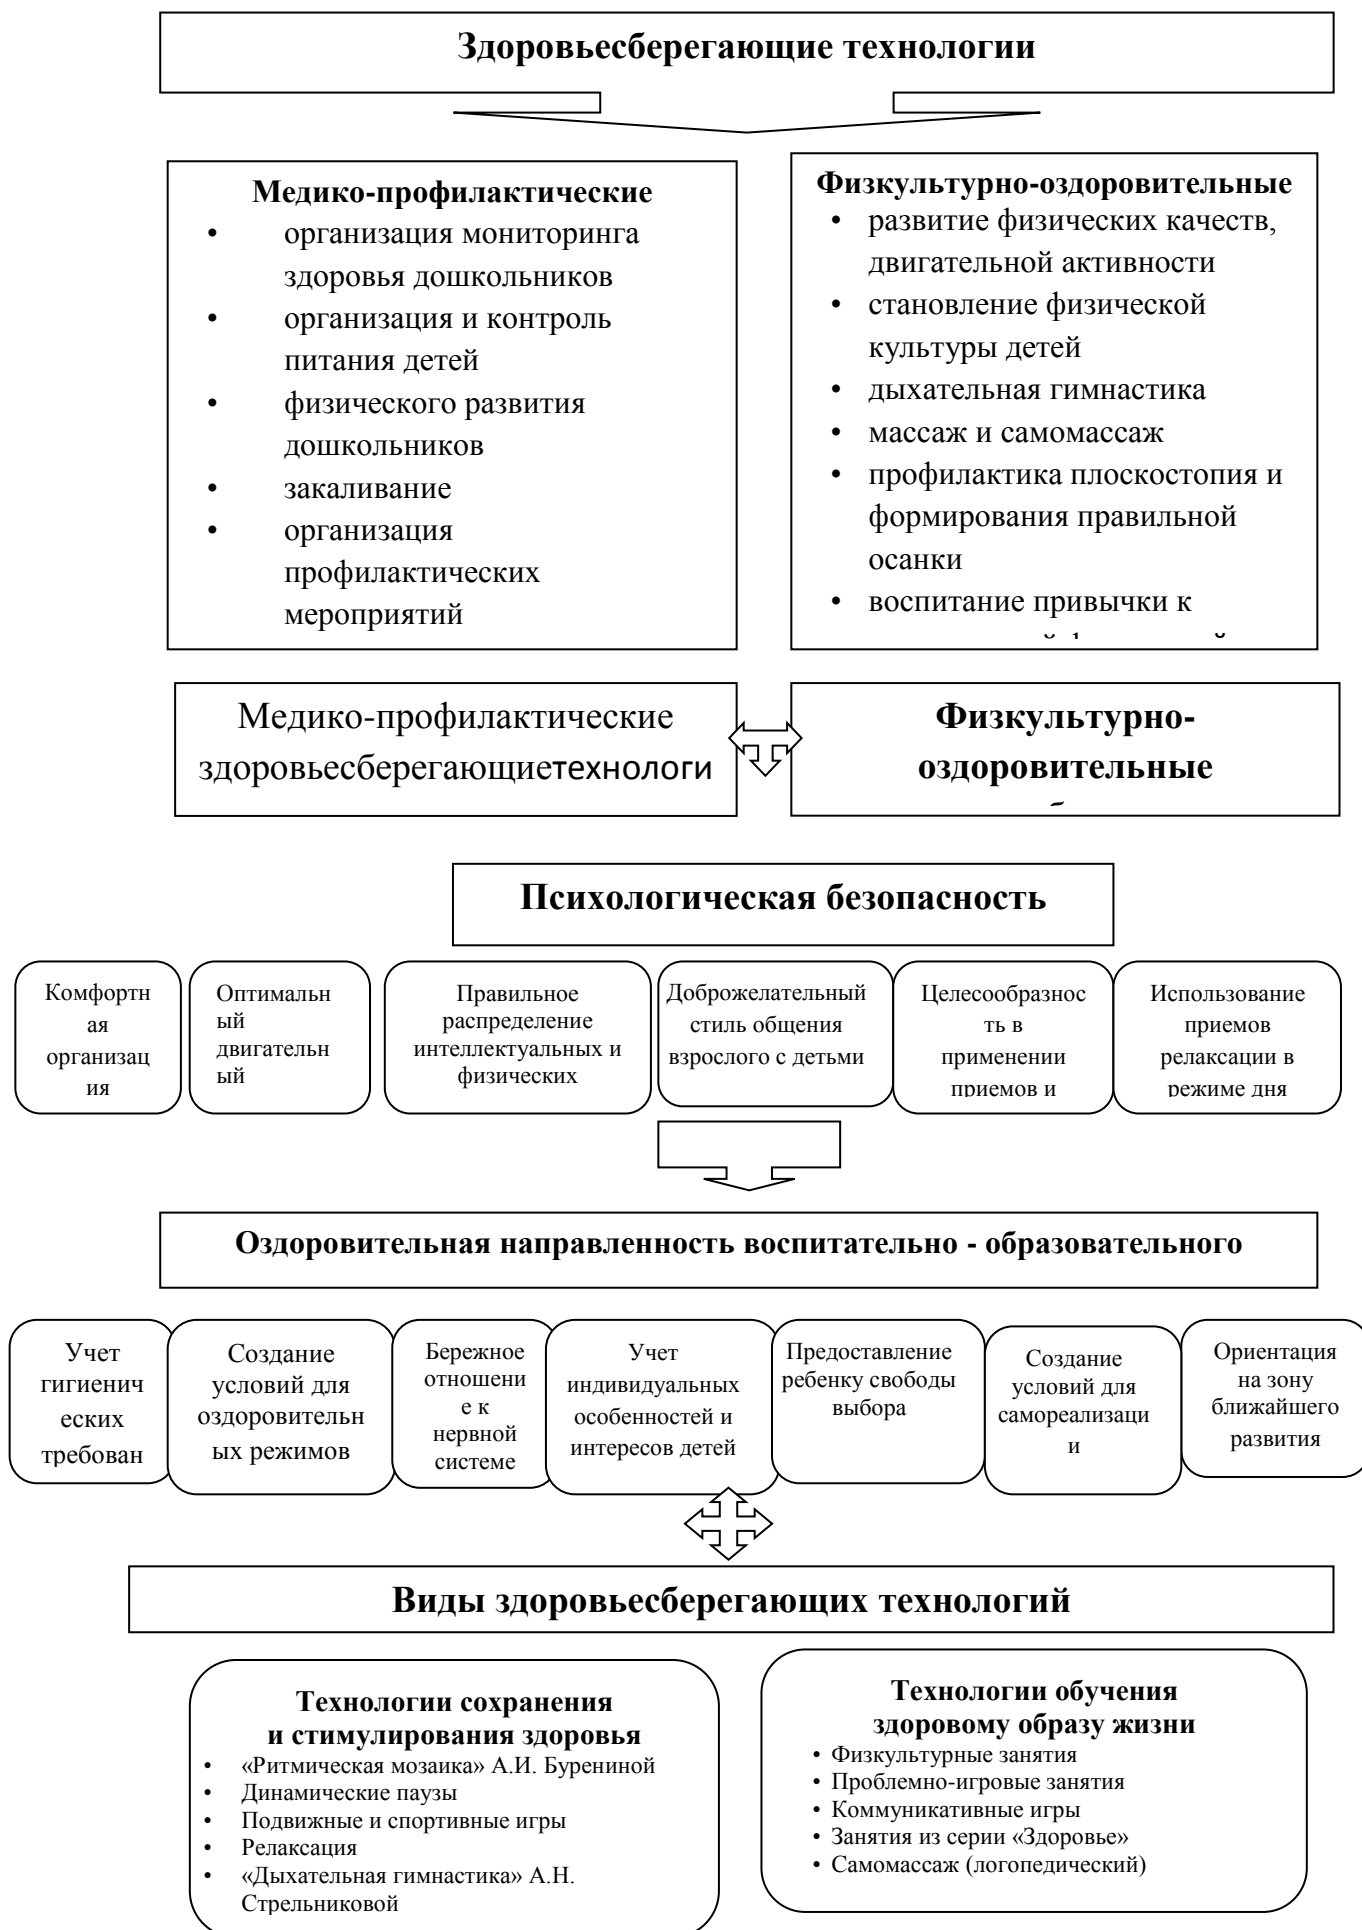 Здоровьесберегающие технологии
Медико-профилактические
• организация мониторинга
здоровья дошкольников
• организация и контроль
питания детей
• физического развития
дошкольников
• закаливание
• организация
профилактических
мероприятий
Физкультурно-оздоровительные
• развитие физических качеств,
двигательной активности
• становление физической
культуры детей
• дыхательная гимнастика
• массаж и самомассаж
• профилактика плоскостопия и
формирования правильной
осанки
• воспитание привычки к
Медико-профилактические
здоровьесберегающиетехнологи
Физкультурно-
оздоровительные
Психологическая безопасность
Комфортн
ая
организац
ия
Оптимальн
ый
двигательн
ый
Правильное
распределение
интеллектуальных и
физических
Доброжелательный
стиль общения
взрослого с детьми
Целесообразнос
ть в
применении
приемов и
Использование
приемов
релаксации в
режиме дня
Оздоровительная направленность воспитательно - образовательного
Учет
гигиенич
еских
требован
Создание
условий для
оздоровительн
ых режимов
Бережное
отношени
е к
нервной
системе
Учет
индивидуальных
особенностей и
интересов детей
Предоставление
ребенку свободы
выбора
Создание
условий для
самореализаци
и
Ориентация
на зону
ближайшего
развития
Виды здоровьесберегающих технологий
Технологии сохранения
и стимулирования здоровья
• «Ритмическая мозаика» А.И. Бурениной
• Динамические паузы
• Подвижные и спортивные игры
• Релаксация
• «Дыхательная гимнастика» А.Н.
Стрельниковой
Технологии обучения
здоровому образу жизни
• Физкультурные занятия
• Проблемно-игровые занятия
• Коммуникативные игры
• Занятия из серии «Здоровье»
• Самомассаж (логопедический)